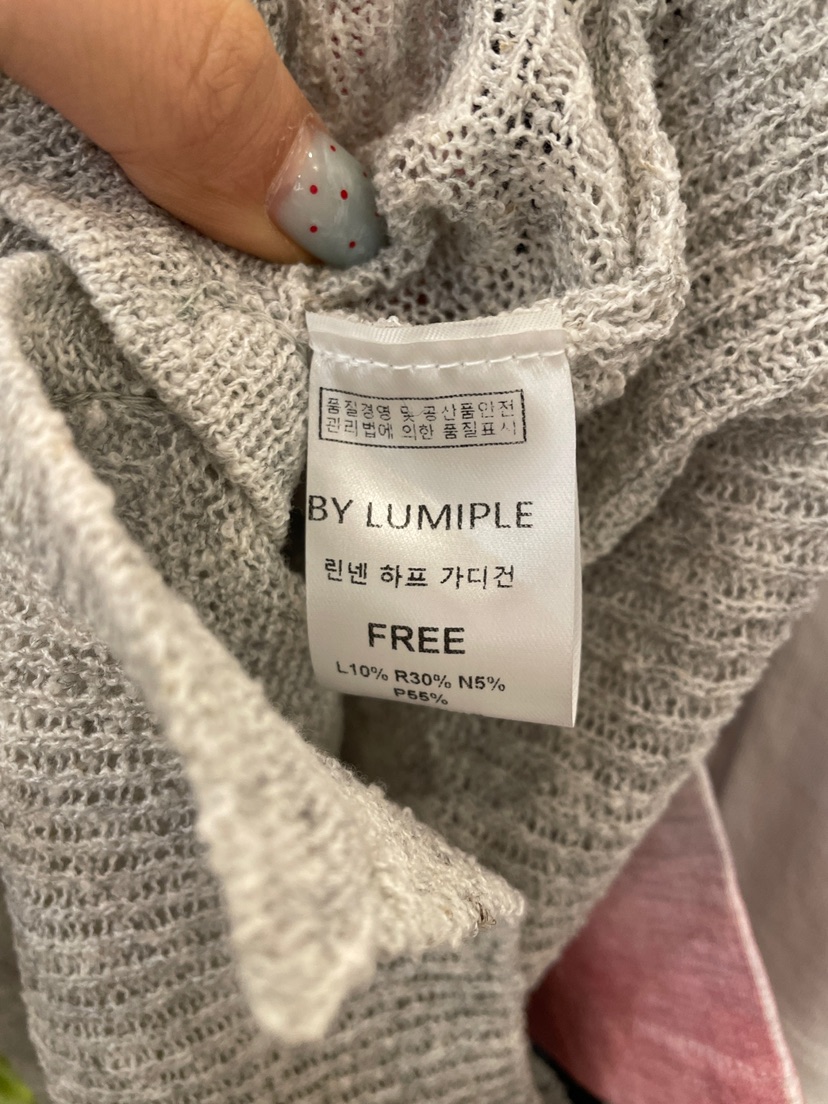 품질경영 및 공산품안전
관리법에 의한 품질표시
BY LUMIPLE
린넨 하프 가디건
FREE
L10% R30% N5%
P55%